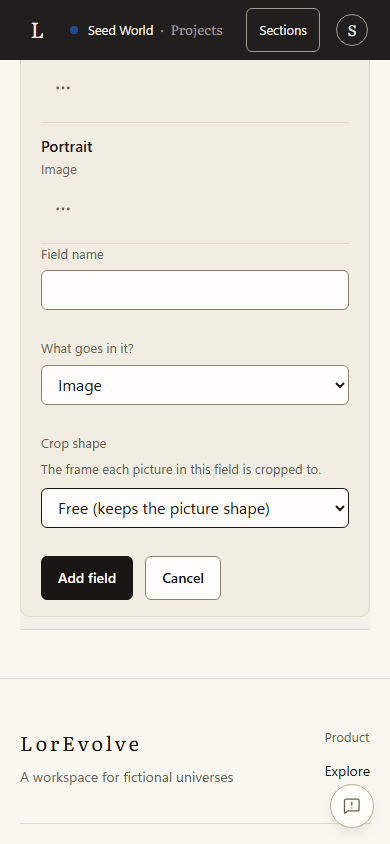 L
Seed World · Projects
Sections
S
...
Portrait
Image
...
Field name
What goes in it?
Image
Crop shape
The frame each picture in this field is cropped to.
Free (keeps the picture shape)
Add field
Cancel
LorEvolve
A workspace for fictional universes
Product
Explore